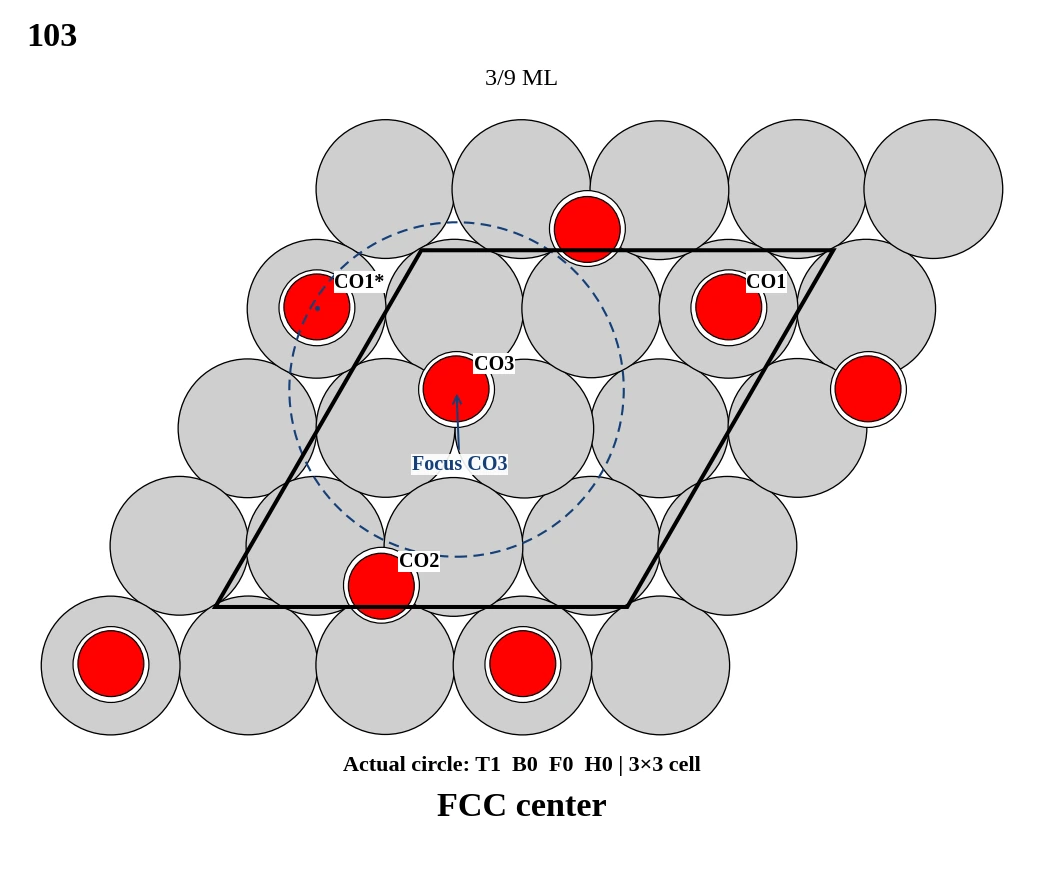 103
3/9 ML
CO1*
CO1
CO3
Focus CO3
CO2
Actual circle: T1  B0  F0  H0 | 3×3 cell
FCC center